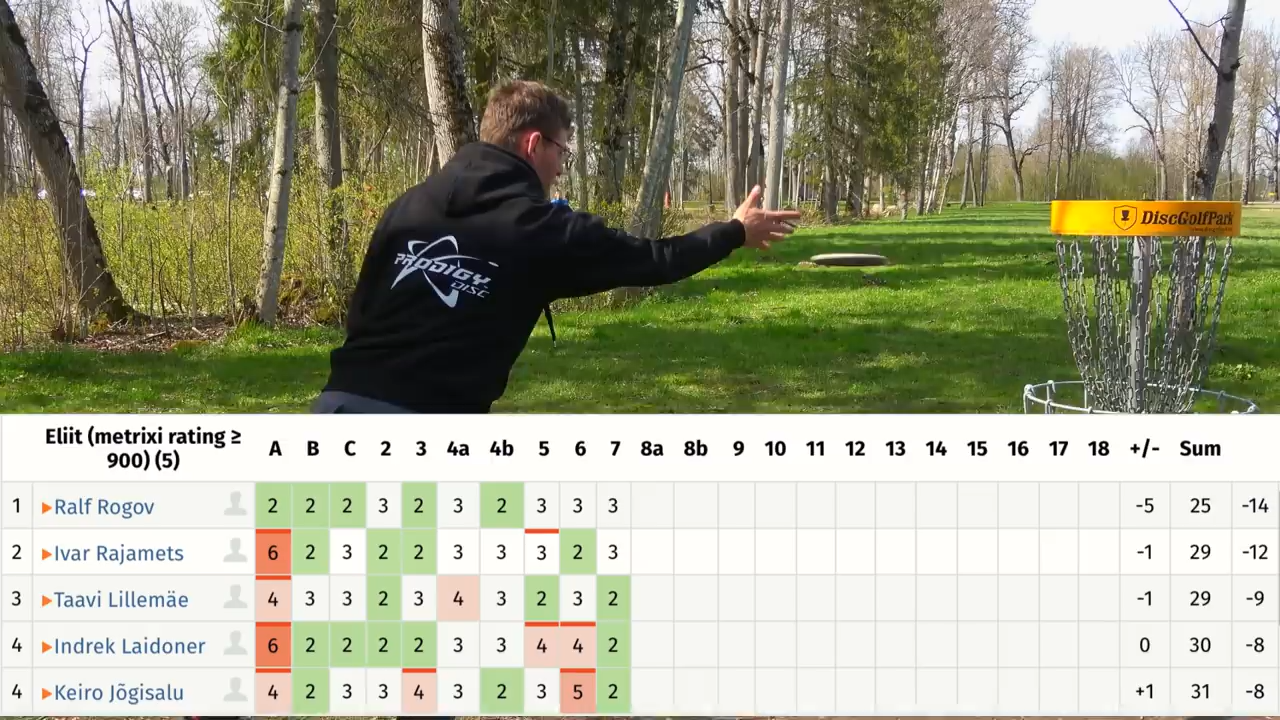 DiscGolfPark
PRODIGY
DISC
Eliit (metrixi rating ≥ 900) (5) A B C 2 3 4a 4b 5 6 7 8a 8b 9 10 11 12 13 14 15 16 17 18 +/- Sum
1 Ralf Rogov 2 2 2 3 2 3 2 3 3 3 -5 25 -14
2 Ivar Rajamets 6 2 3 2 2 3 3 3 2 3 -1 29 -12
3 Taavi Lillemäe 4 3 3 2 3 4 3 2 3 2 -1 29 -9
4 Indrek Laidoner 6 2 2 2 2 3 3 4 4 2 0 30 -8
4 Keiro Jõgisalu 4 2 3 3 4 3 2 3 5 2 +1 31 -8